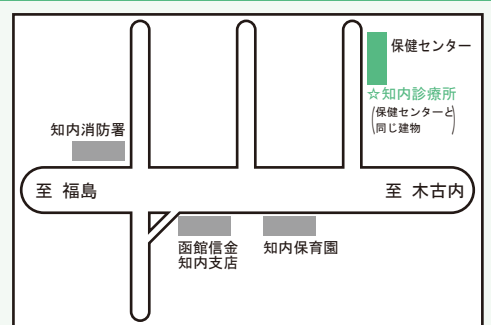 保健センター
☆知内診療所
(保健センターと
同じ建物)
知内消防署
至 福島
至 木古内
函館信金
知内支店
知内保育園